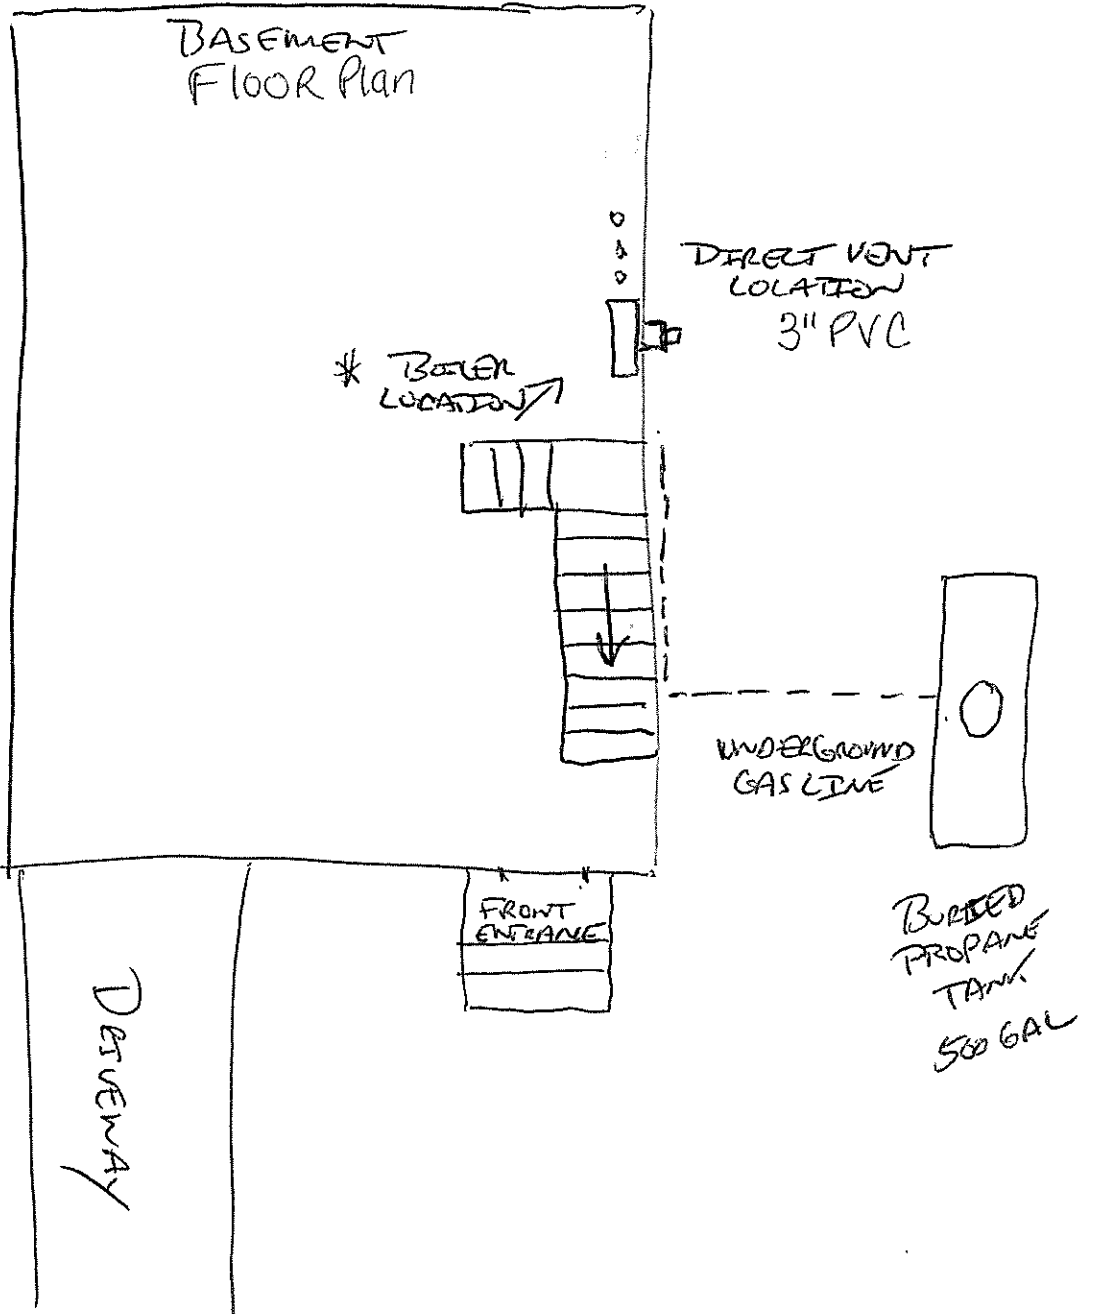 BASEMENT
FLOOR Plan
DIRECT VENT
LOCATION
3" PVC
* BOILER
LOCATION
UNDERGROUND
GAS LINE
FRONT
ENTRANCE
BURIED
PROPANE
TANK
500 GAL
DRIVEWAY